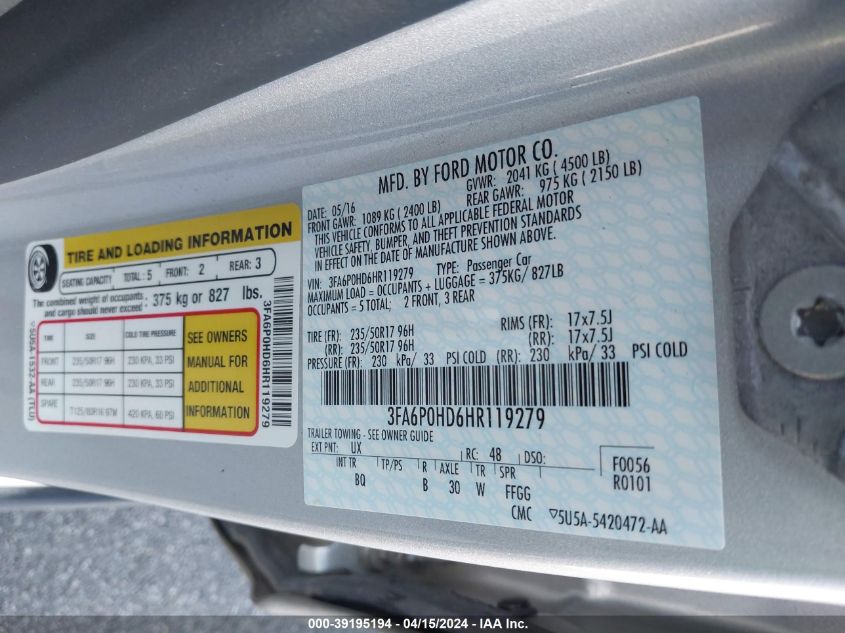 TIRE AND LOADING INFORMATION
SEATING CAPACITY TOTAL : 5 FRONT: 2 REAR: 3
The combined weight of occupants
and cargo should never exceed : 375 kg or 827 lbs.
TIRE SIZE COLD TIRE PRESSURE
FRONT 235/50R17 96H 230 KPA, 33 PSI
REAR 235/50R17 96H 230 KPA, 33 PSI
SPARE T125/80R16 97M 420 KPA, 60 PSI
SEE OWNERS
MANUAL FOR
ADDITIONAL
INFORMATION
3FA6P0HD6HR119279
5U5A-1532-AA (TLU)
MFD. BY FORD MOTOR CO.
DATE: 05/16 GVWR: 2041 KG ( 4500 LB)
FRONT GAWR: 1089 KG ( 2400 LB) REAR GAWR: 975 KG ( 2150 LB)
THIS VEHICLE CONFORMS TO ALL APPLICABLE FEDERAL MOTOR
VEHICLE SAFETY, BUMPER, AND THEFT PREVENTION STANDARDS
IN EFFECT ON THE DATE OF MANUFACTURE SHOWN ABOVE.
VIN: 3FA6P0HD6HR119279 TYPE: Passenger Car
MAXIMUM LOAD = OCCUPANTS + LUGGAGE = 375KG/ 827LB
OCCUPANTS = 5 TOTAL; 2 FRONT, 3 REAR
TIRE (FR): 235/50R17 96H RIMS (FR): 17x7.5J
(RR): 235/50R17 96H (RR): 17x7.5J
PRESSURE (FR): 230 kPa/ 33 PSI COLD (RR): 230 kPa/ 33 PSI COLD
3FA6P0HD6HR119279
TRAILER TOWING - SEE OWNER GUIDE
EXT PNT: UX RC: 48 DSO:
INT TR TP/PS R AXLE TR SPR
BQ B 30 W FFGG
F0056
R0101
CMC ▽5U5A-5420472-AA
000-39195194 - 04/15/2024 - IAA Inc.